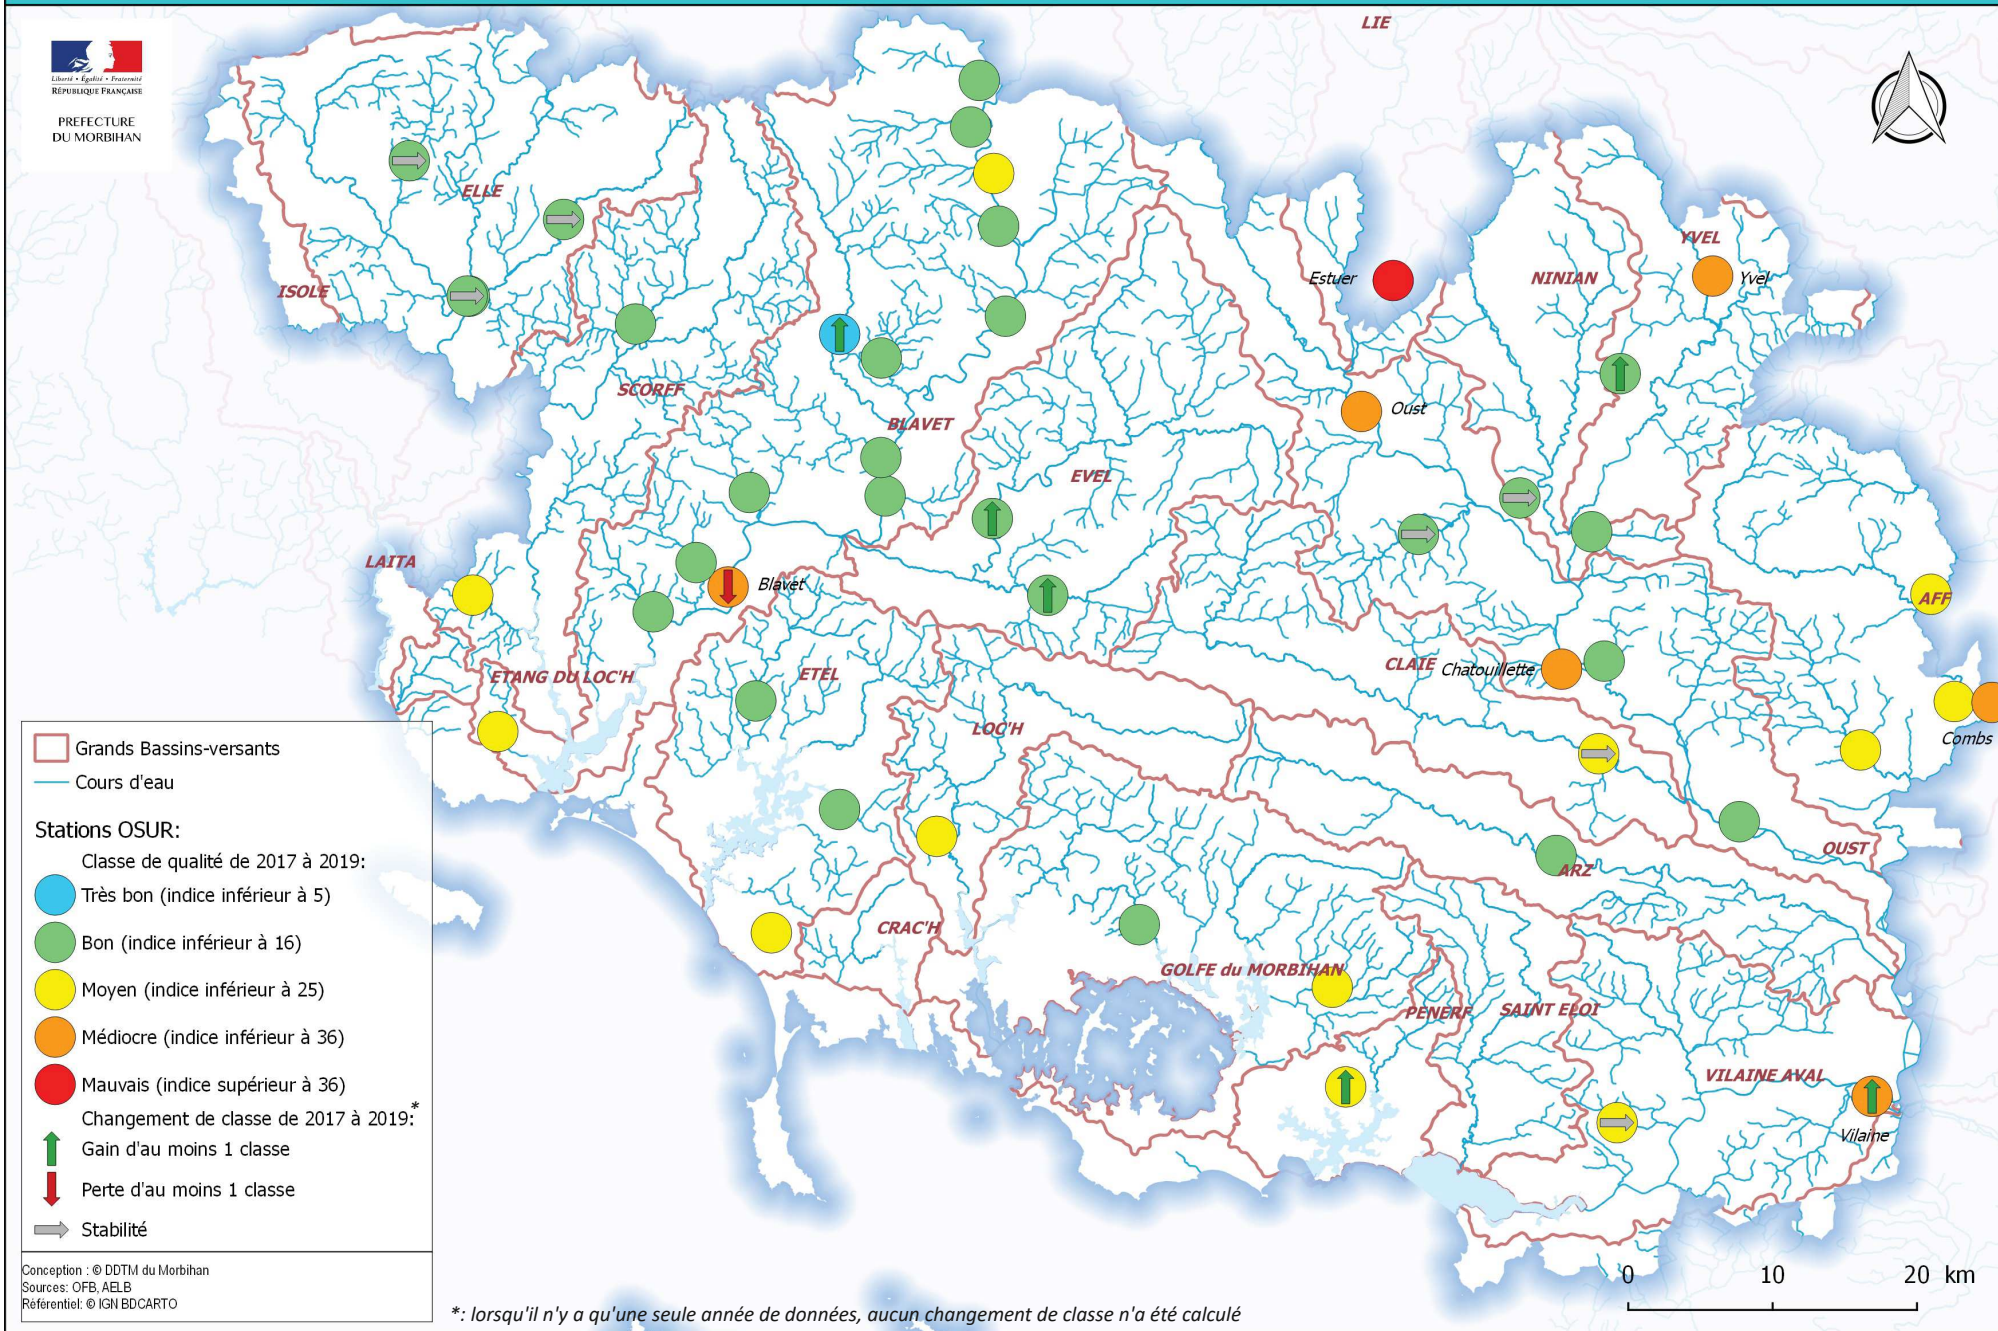 LIE
Liberté • Égalité • Fraternité
RÉPUBLIQUE FRANÇAISE
PREFECTURE
DU MORBIHAN
ELLE
ISOLE
YVEL
Estuer
NINIAN
Yvel
SCORFF
BLAVET
Oust
EVEL
LAITA
Blavet
AFF
ETANG DU LOC'H
ETEL
CLAIE
Chatouillette
LOC'H
Combs
OUST
ARZ
CRAC'H
GOLFE du MORBIHAN
PENERF
SAINT ELOI
VILAINE AVAL
Vilaine
Grands Bassins-versants
Cours d'eau
Stations OSUR:
Classe de qualité de 2017 à 2019:
Très bon (indice inférieur à 5)
Bon (indice inférieur à 16)
Moyen (indice inférieur à 25)
Médiocre (indice inférieur à 36)
Mauvais (indice supérieur à 36)
Changement de classe de 2017 à 2019:*
Gain d'au moins 1 classe
Perte d'au moins 1 classe
Stabilité
Conception : © DDTM du Morbihan
Sources: OFB, AELB
Référentiel: © IGN BDCARTO
*: lorsqu'il n'y a qu'une seule année de données, aucun changement de classe n'a été calculé
0 10 20 km